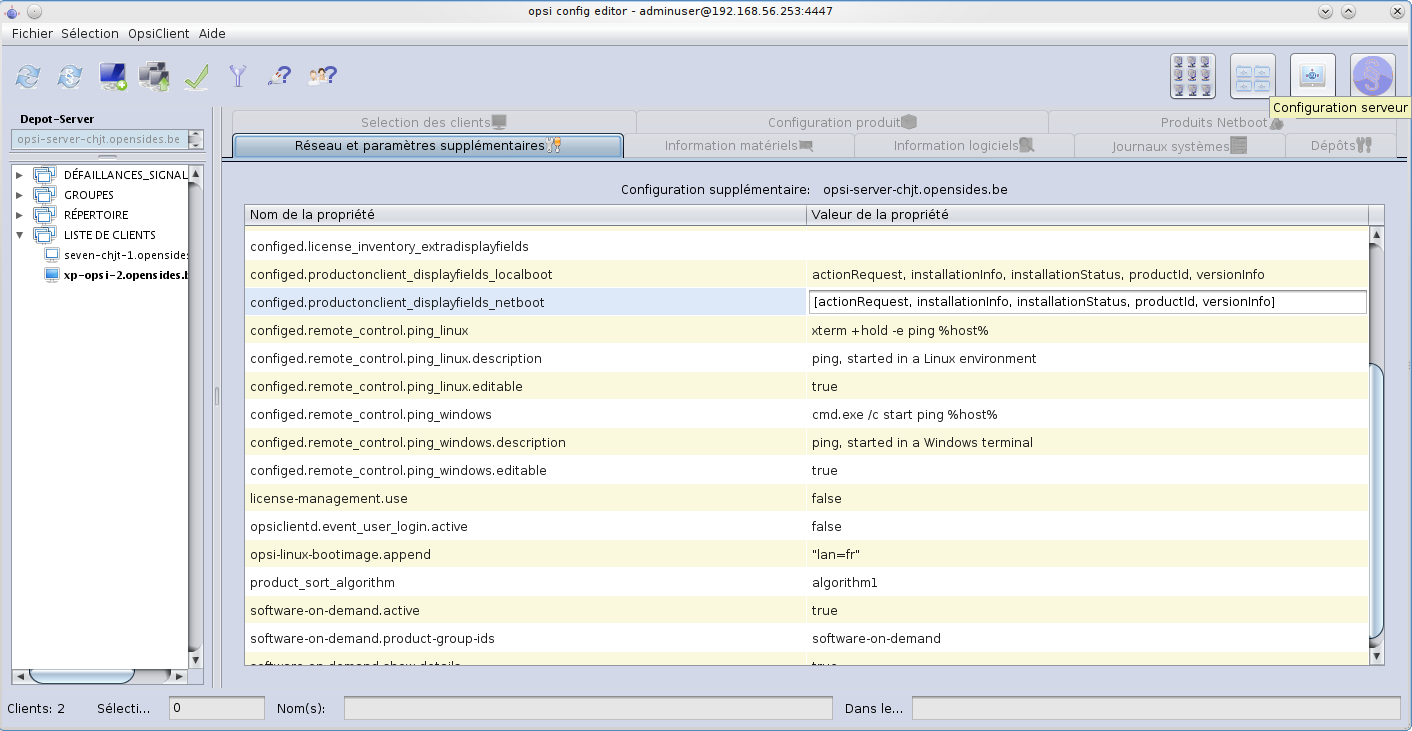 opsi config editor - adminuser@192.168.56.253:4447
Fichier Sélection OpsiClient Aide
Configuration serveur
Depot-Server
opsi-server-chjt.opensides.be
Selection des clients Configuration produit Produits Netboot
Réseau et paramètres supplémentaires Information matériels Information logiciels Journaux systèmes Dépôts
DÉFAILLANCES_SIGNAL
GROUPES
RÉPERTOIRE
LISTE DE CLIENTS
seven-chjt-1.opensides
xp-opsi-2.opensides.b
Configuration supplémentaire: opsi-server-chjt.opensides.be
Nom de la propriété Valeur de la propriété
configed.license_inventory_extradisplayfields
configed.productonclient_displayfields_localboot actionRequest, installationInfo, installationStatus, productId, versionInfo
configed.productonclient_displayfields_netboot [actionRequest, installationInfo, installationStatus, productId, versionInfo]
configed.remote_control.ping_linux xterm +hold -e ping %host%
configed.remote_control.ping_linux.description ping, started in a Linux environment
configed.remote_control.ping_linux.editable true
configed.remote_control.ping_windows cmd.exe /c start ping %host%
configed.remote_control.ping_windows.description ping, started in a Windows terminal
configed.remote_control.ping_windows.editable true
license-management.use false
opsiclientd.event_user_login.active false
opsi-linux-bootimage.append "lan=fr"
product_sort_algorithm algorithm1
software-on-demand.active true
software-on-demand.product-group-ids software-on-demand
software-on-demand.show-details true
Clients: 2 Sélecti... 0 Nom(s): Dans le...